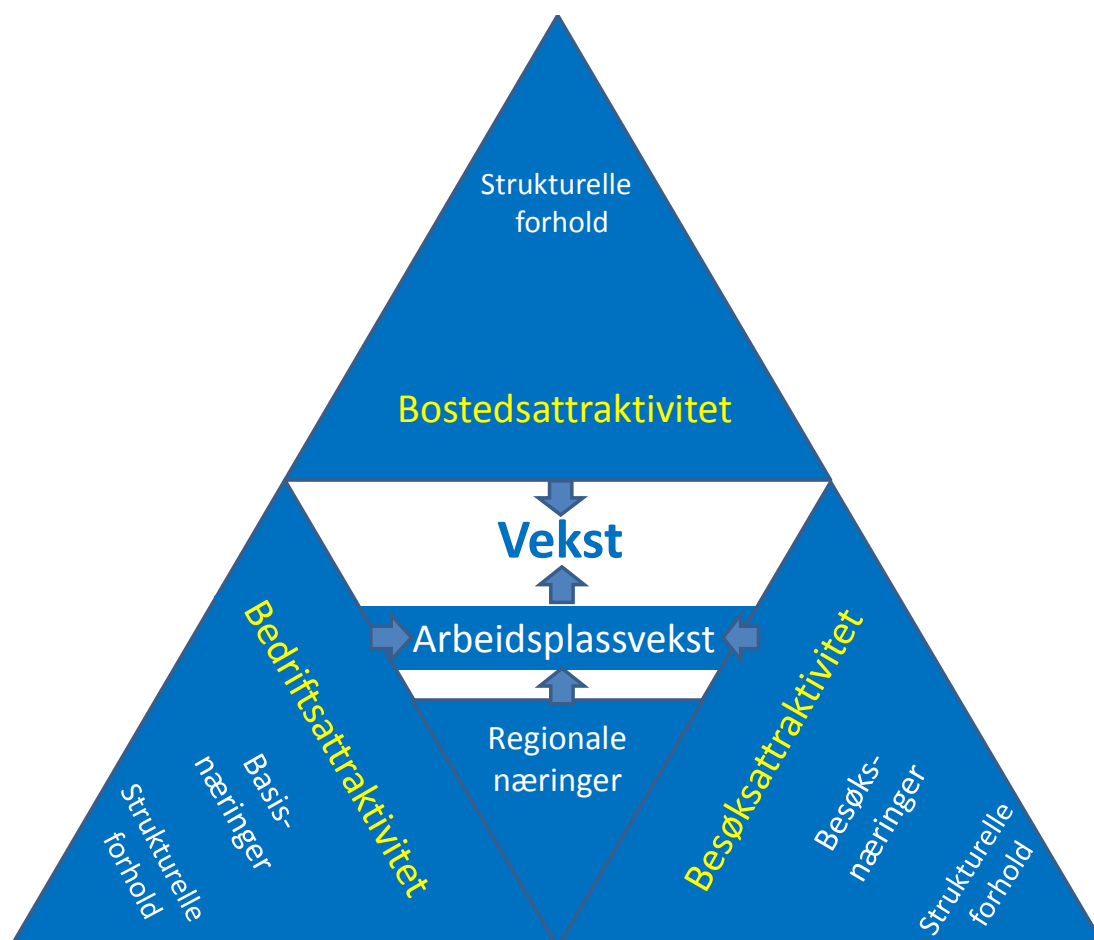 Strukturelle
forhold
Bostedsattraktivitet
Vekst
Arbeidsplassvekst
Regionale
næringer
Bedriftsattraktivitet
Basis-
næringer
Strukturelle
forhold
Besøksattraktivitet
Besøks-
næringer
Strukturelle
forhold